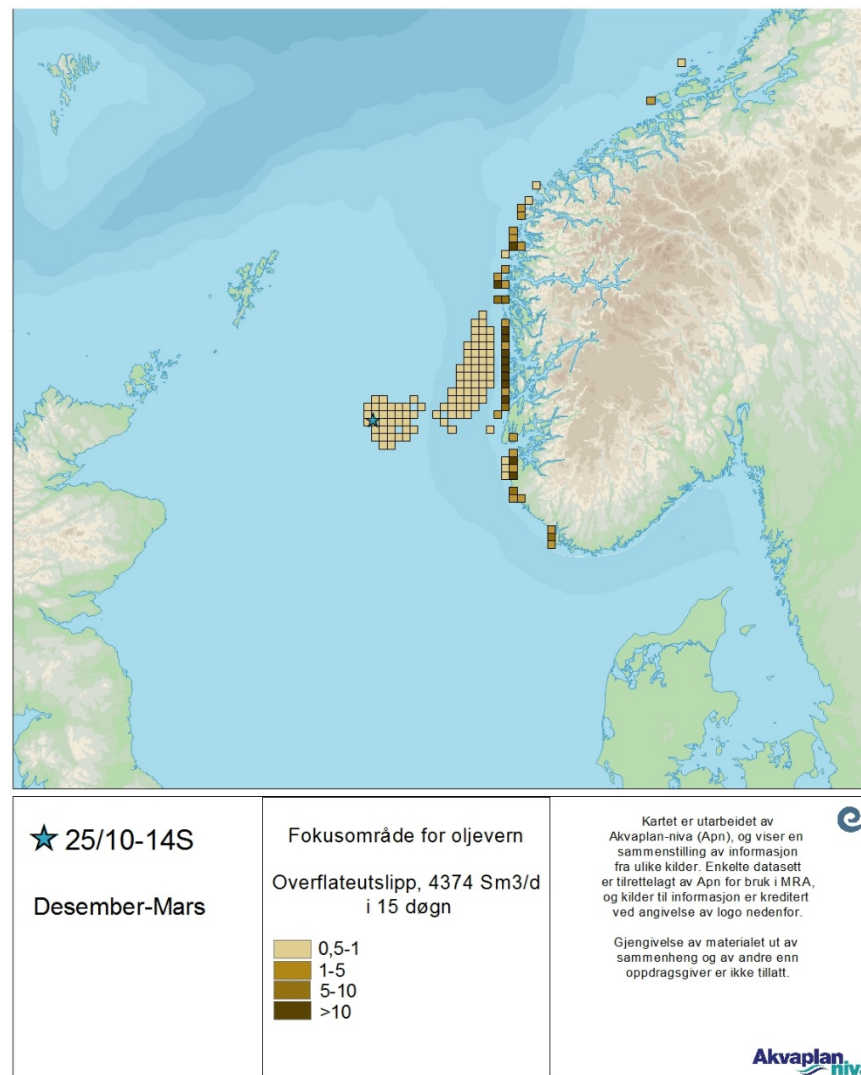 25/10-14S
Desember-Mars
Fokusområde for oljevern
Overflateutslipp, 4374 Sm3/d
i 15 døgn
0,5-1
1-5
5-10
>10
Kartet er utarbeidet av
Akvaplan-niva (Apn), og viser en
sammenstilling av informasjon
fra ulike kilder. Enkelte datasett
er tilrettelagt av Apn for bruk i MRA,
og kilder til informasjon er kreditert
ved angivelse av logo nedenfor.
Gjengivelse av materialet ut av
sammenheng og av andre enn
oppdragsgiver er ikke tillatt.
Akvaplan